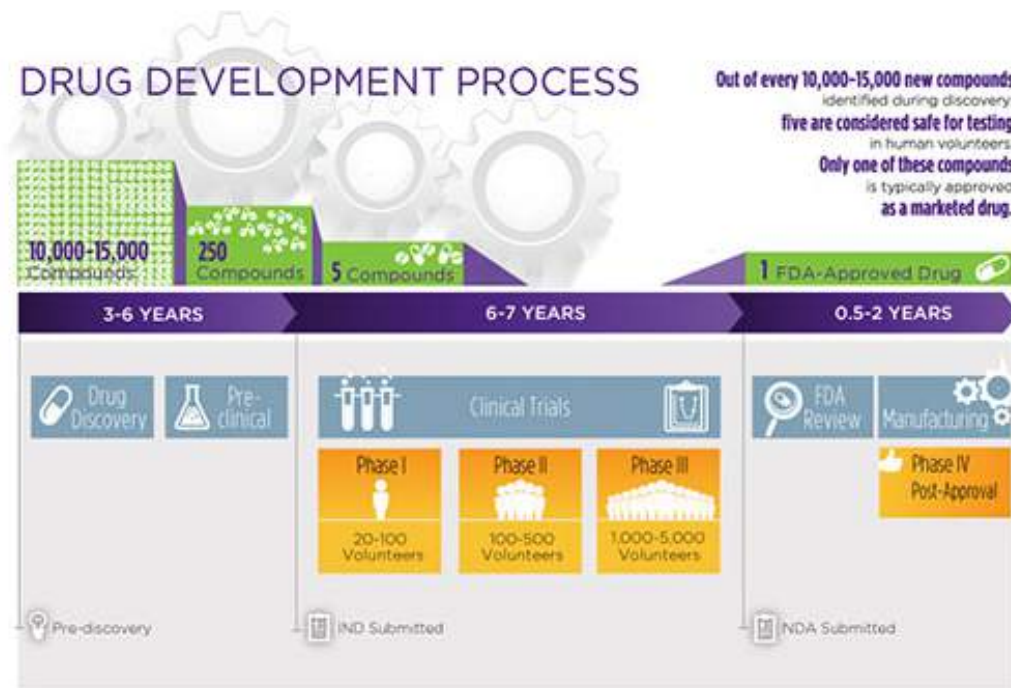 DRUG DEVELOPMENT PROCESS
Out of every 10,000-15,000 new compounds
identified during discovery
five are considered safe for testing
in human volunteers
Only one of these compounds
is typically approved
as a marketed drug.
10,000-15,000
Compounds
250
Compounds
5 Compounds
1 FDA-Approved Drug
3-6 YEARS
6-7 YEARS
0.5-2 YEARS
Drug
Discovery
Pre-
clinical
Clinical Trials
FDA
Review
Manufacturing
Phase I
Phase II
Phase III
Phase IV
Post-Approval
20-100
Volunteers
100-500
Volunteers
1,000-5,000
Volunteers
Pre-discovery
IND Submitted
NDA Submitted